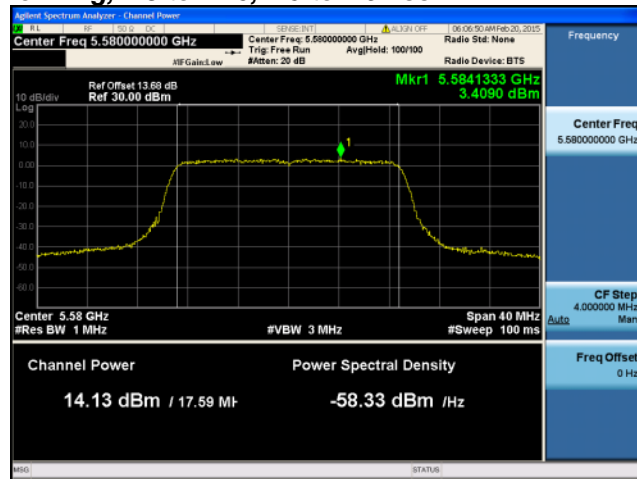 Agilent Spectrum Analyzer - Channel Power
RL RF 50 Ω DC SENSE:INT ALIGN OFF 06:06:50 AM Feb 20, 2015
Center Freq 5.580000000 GHz Center Freq: 5.580000000 GHz Radio Std: None Frequency
Trig: Free Run Avg|Hold: 100/100
#IFGain:Low #Atten: 20 dB Radio Device: BTS
Ref Offset 13.68 dB Mkr1 5.5841333 GHz
10 dB/div Ref 30.00 dBm 3.4090 dBm
Log
20.0
10.0
0.00
-10.0
-20.0
-30.0
-40.0
-50.0
-60.0
1
Center Freq
5.580000000 GHz
Center 5.58 GHz Span 40 MHz
#Res BW 1 MHz #VBW 3 MHz #Sweep 100 ms
CF Step
4.000000 MHz
Auto Man
Channel Power Power Spectral Density
14.13 dBm / 17.59 MH -58.33 dBm /Hz
Freq Offset
0 Hz
MSG STATUS